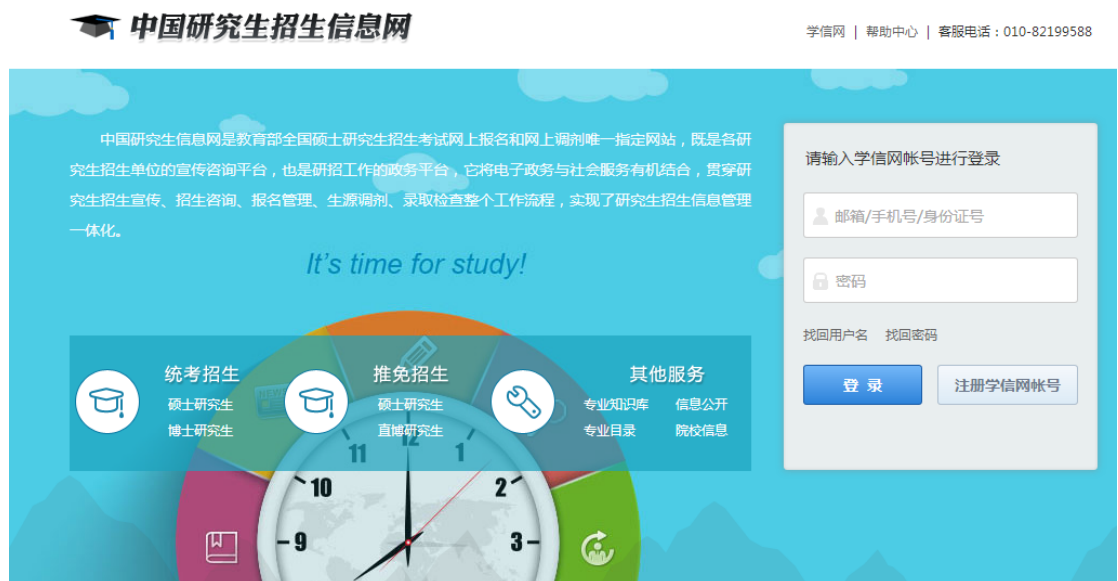 中国研究生招生信息网
学信网 | 帮助中心 | 客服电话：010-82199588
中国研究生信息网是教育部全国硕士研究生招生考试网上报名和网上调剂唯一指定网站，既是各研
究生招生单位的宣传咨询平台，也是研招工作的政务平台，它将电子政务与社会服务有机结合，贯穿研
究生招生宣传、招生咨询、报名管理、生源调剂、录取检查整个工作流程，实现了研究生招生信息管理
一体化。
It's time for study!
统考招生
硕士研究生
博士研究生
推免招生
硕士研究生
直博研究生
其他服务
专业知识库 信息公开
专业目录 院校信息
12
11
1
10
2
9
3
请输入学信网帐号进行登录
邮箱/手机号/身份证号
密码
找回用户名 找回密码
登 录
注册学信网帐号